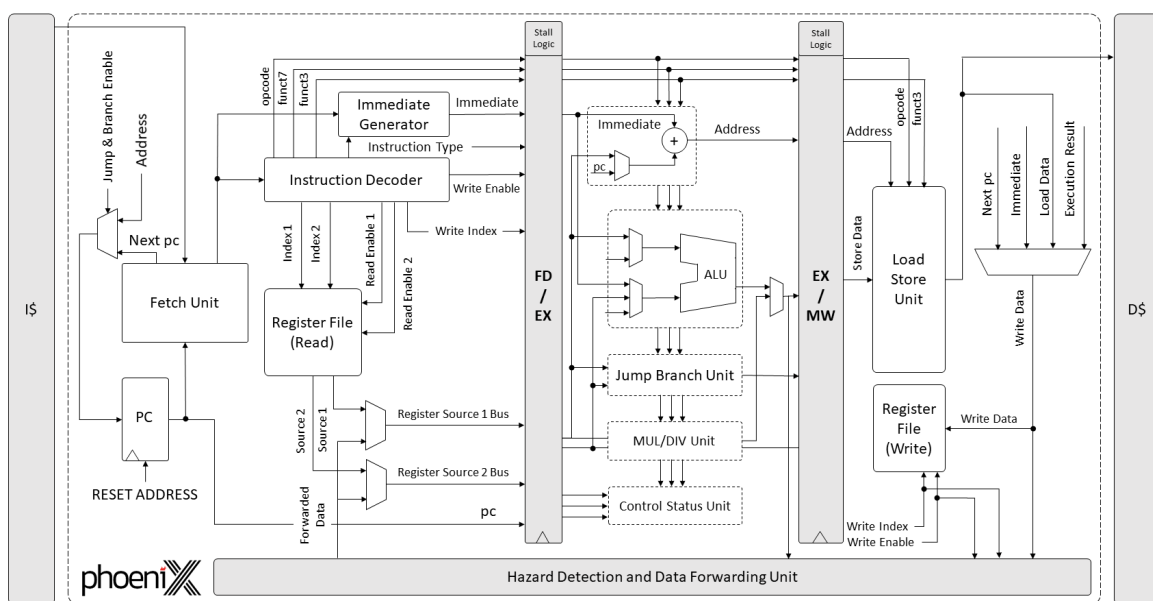 I$
Jump & Branch Enable
Address
Next pc
Fetch Unit
PC
RESET ADDRESS
opcode
funct7
funct3
Immediate
Generator
Immediate
Instruction Type
Instruction Decoder
Write Enable
Write Index
Index 1
Index 2
Read Enable 1
Read Enable 2
Register File
(Read)
Source 2
Source 1
Register Source 1 Bus
Register Source 2 Bus
Forwarded
Data
pc
Stall
Logic
FD
/
EX
Immediate
+
pc
Address
ALU
Jump Branch Unit
MUL/DIV Unit
Control Status Unit
Stall
Logic
EX
/
MW
opcode
funct3
Address
Store Data
Load
Store
Unit
Next pc
Immediate
Load Data
Execution Result
Write Data
Register
File
(Write)
Write Data
Write Index
Write Enable
D$
phoeniX
Hazard Detection and Data Forwarding Unit